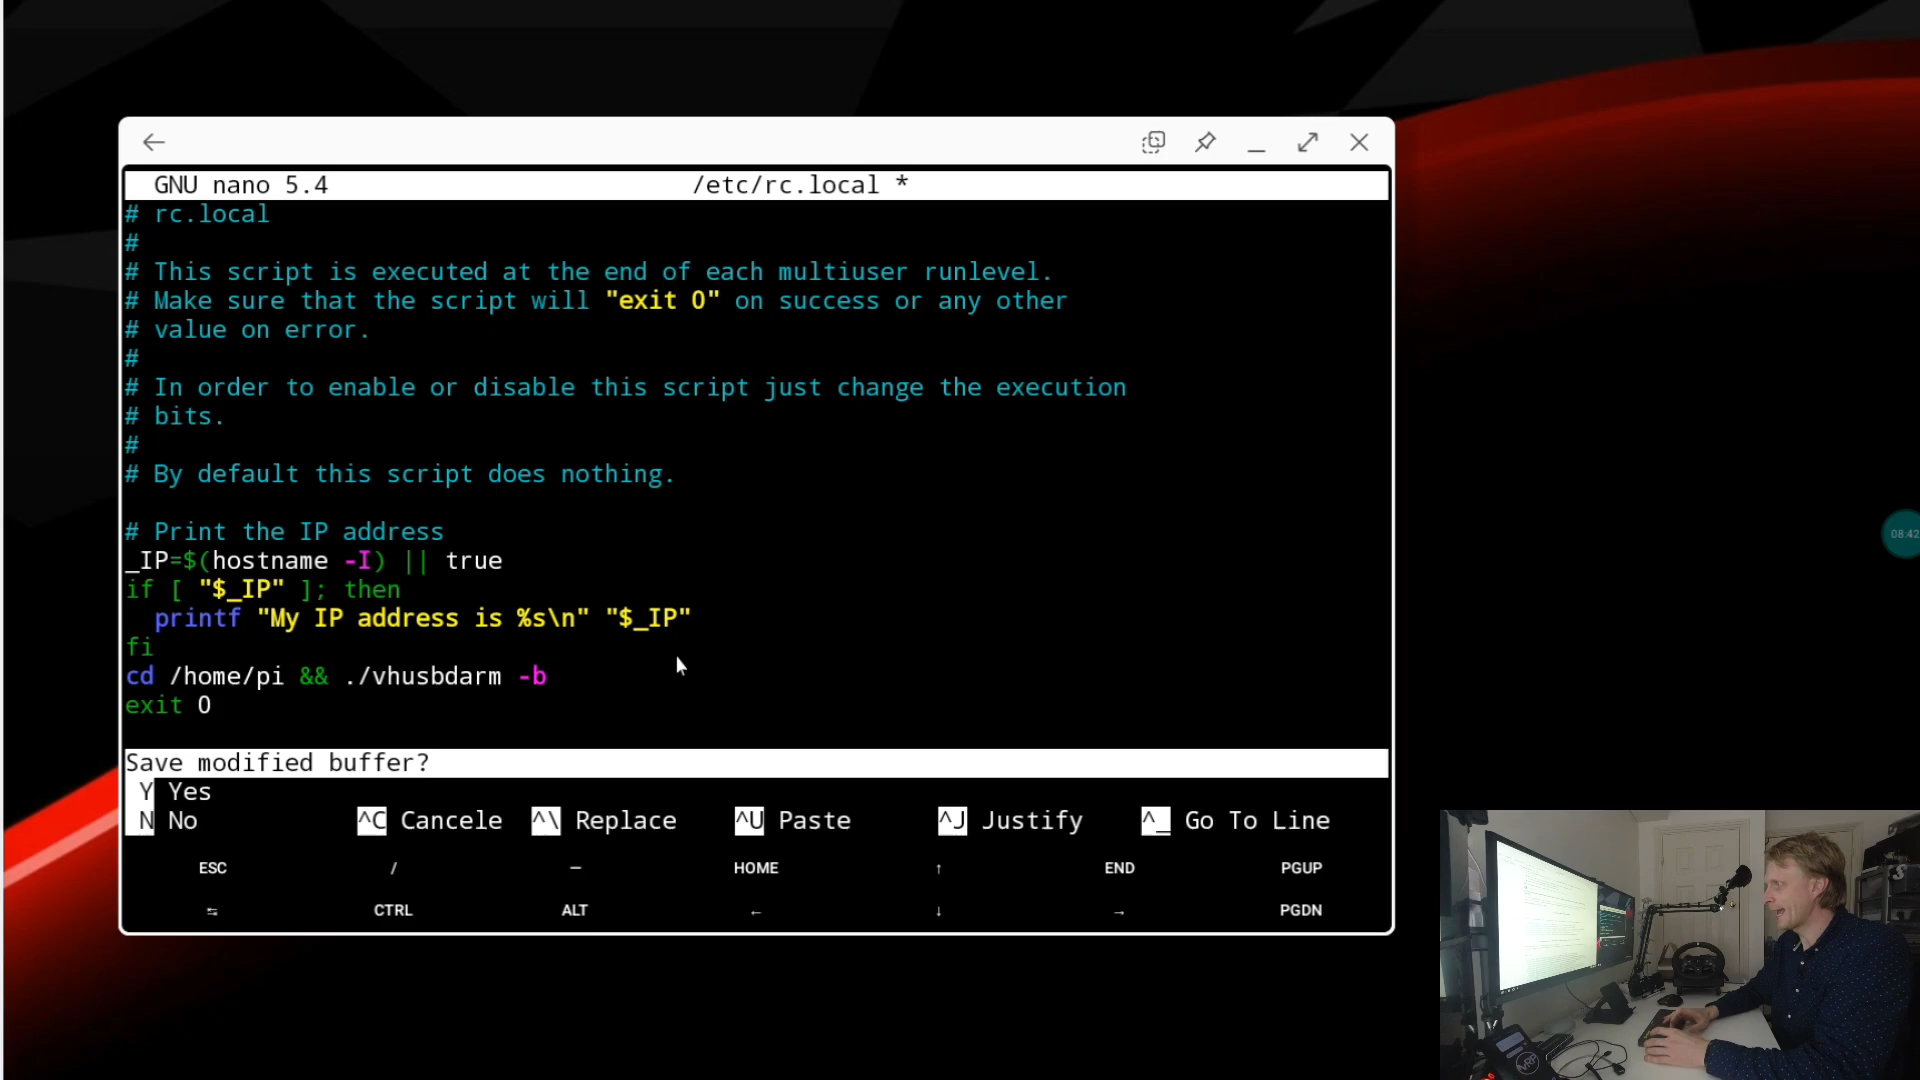 GNU nano 5.4 /etc/rc.local *
# rc.local
#
# This script is executed at the end of each multiuser runlevel.
# Make sure that the script will "exit 0" on success or any other
# value on error.
#
# In order to enable or disable this script just change the execution
# bits.
#
# By default this script does nothing.
# Print the IP address
_IP=$(hostname -I) || true
if [ "$_IP" ]; then
printf "My IP address is %s\n" "$_IP"
fi
cd /home/pi && ./vhusbdarm -b
exit 0
Save modified buffer?
Y Yes
N No ^C Cancele ^\ Replace ^U Paste ^J Justify ^_ Go To Line
ESC / — HOME ↑ END PGUP
⇆ CTRL ALT ← ↓ → PGDN
08:42